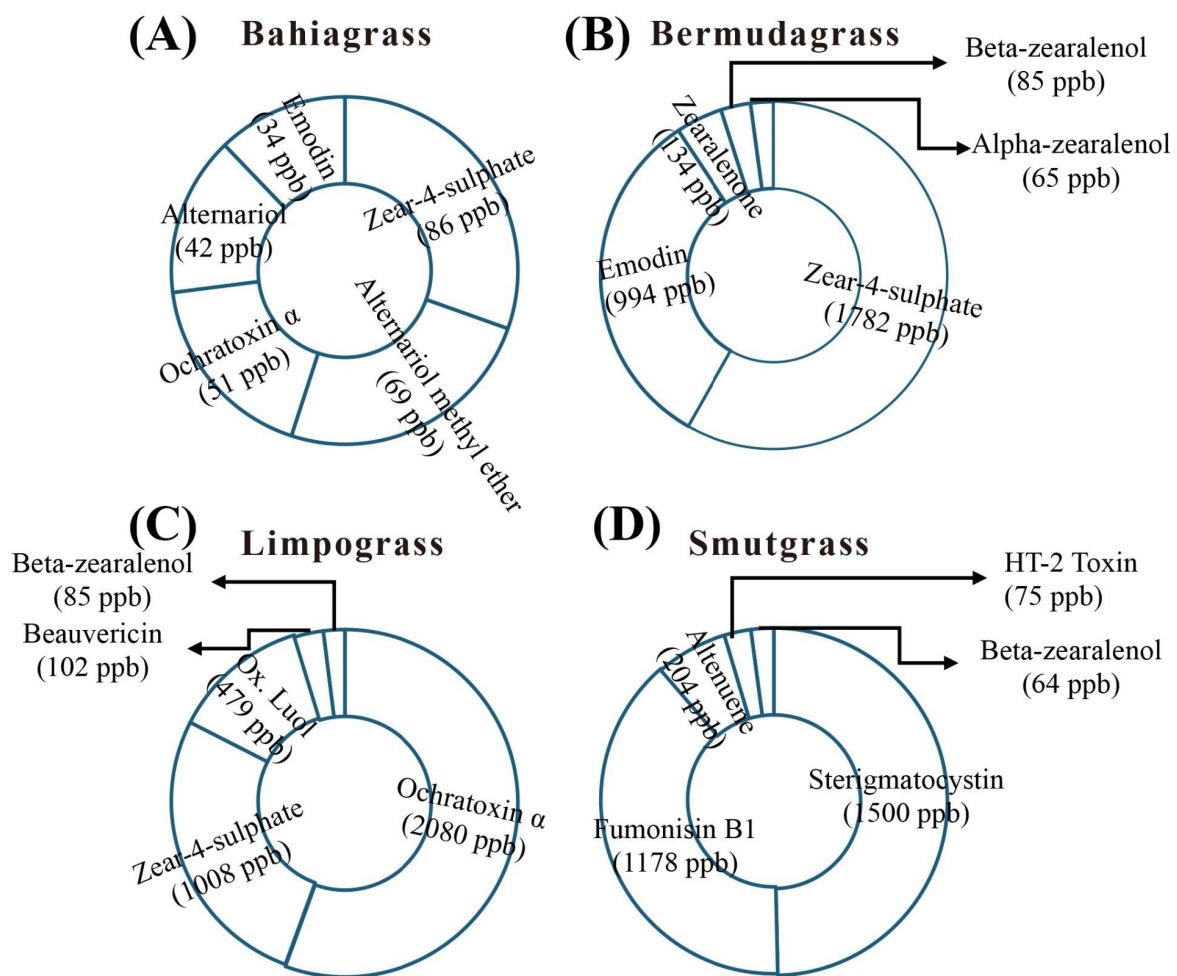 (A) Bahiagrass
Emodin
(34 ppb)
Zear-4-sulphate
(86 ppb)
Alternariol
(42 ppb)
Ochratoxin α
(51 ppb)
Alternariol methyl ether
(69 ppb)
(B) Bermudagrass
Beta-zearalenol
(85 ppb)
Alpha-zearalenol
(65 ppb)
Zearalenone
(134 ppb)
Emodin
(994 ppb)
Zear-4-sulphate
(1782 ppb)
(C) Limpograss
Beta-zearalenol
(85 ppb)
Beauvericin
(102 ppb)
Ox. Luol
(479 ppb)
Ochratoxin α
(2080 ppb)
Zear-4-sulphate
(1008 ppb)
(D) Smutgrass
HT-2 Toxin
(75 ppb)
Beta-zearalenol
(64 ppb)
Altenuene
(204 ppb)
Sterigmatocystin
(1500 ppb)
Fumonisin B1
(1178 ppb)